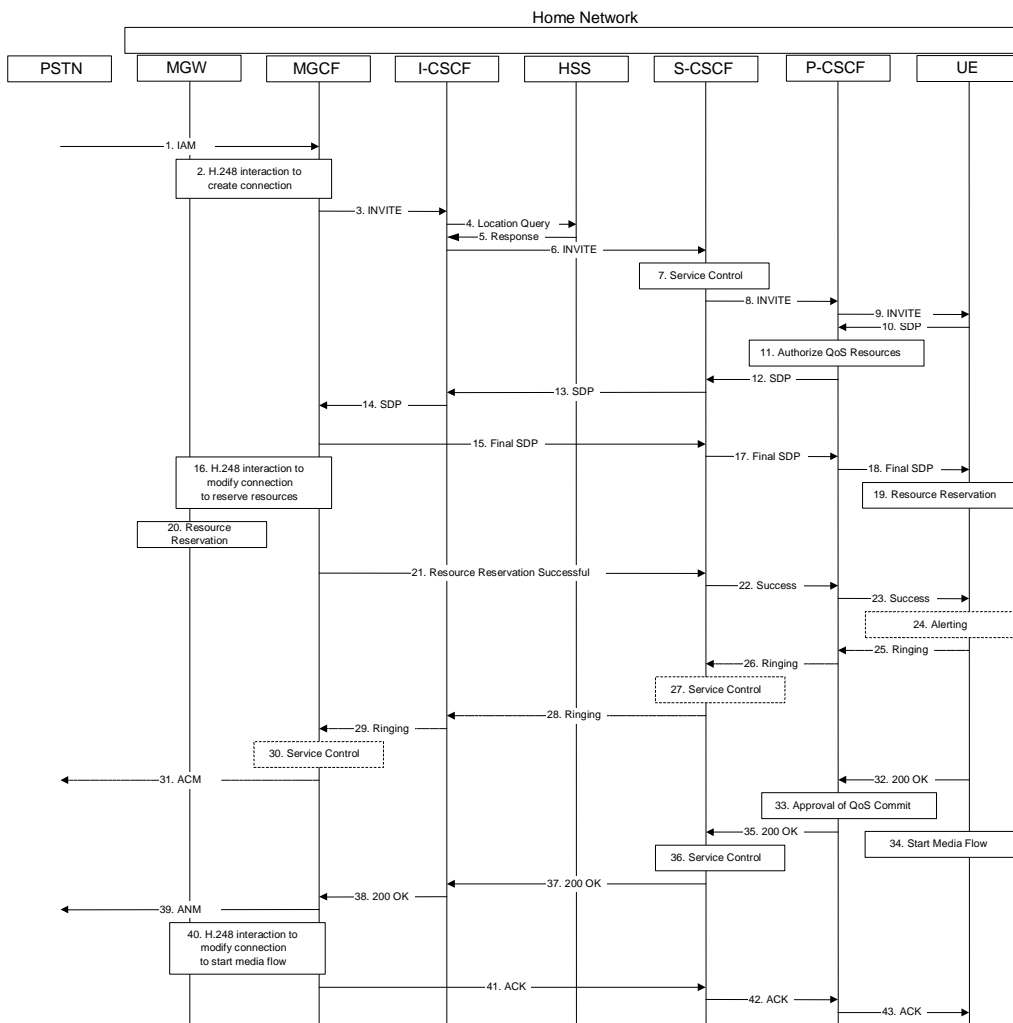 Home Network
PSTN
MGW
MGCF
I-CSCF
HSS
S-CSCF
P-CSCF
UE
1. IAM
2. H.248 interaction to
create connection
3. INVITE
4. Location Query
5. Response
6. INVITE
7. Service Control
8. INVITE
9. INVITE
10. SDP
11. Authorize QoS Resources
12. SDP
13. SDP
14. SDP
15. Final SDP
16. H.248 interaction to
modify connection
to reserve resources
17. Final SDP
18. Final SDP
19. Resource Reservation
20. Resource
Reservation
21. Resource Reservation Successful
22. Success
23. Success
24. Alerting
25. Ringing
26. Ringing
27. Service Control
28. Ringing
29. Ringing
30. Service Control
31. ACM
32. 200 OK
33. Approval of QoS Commit
34. Start Media Flow
35. 200 OK
36. Service Control
37. 200 OK
38. 200 OK
39. ANM
40. H.248 interaction to
modify connection
to start media flow
41. ACK
42. ACK
43. ACK